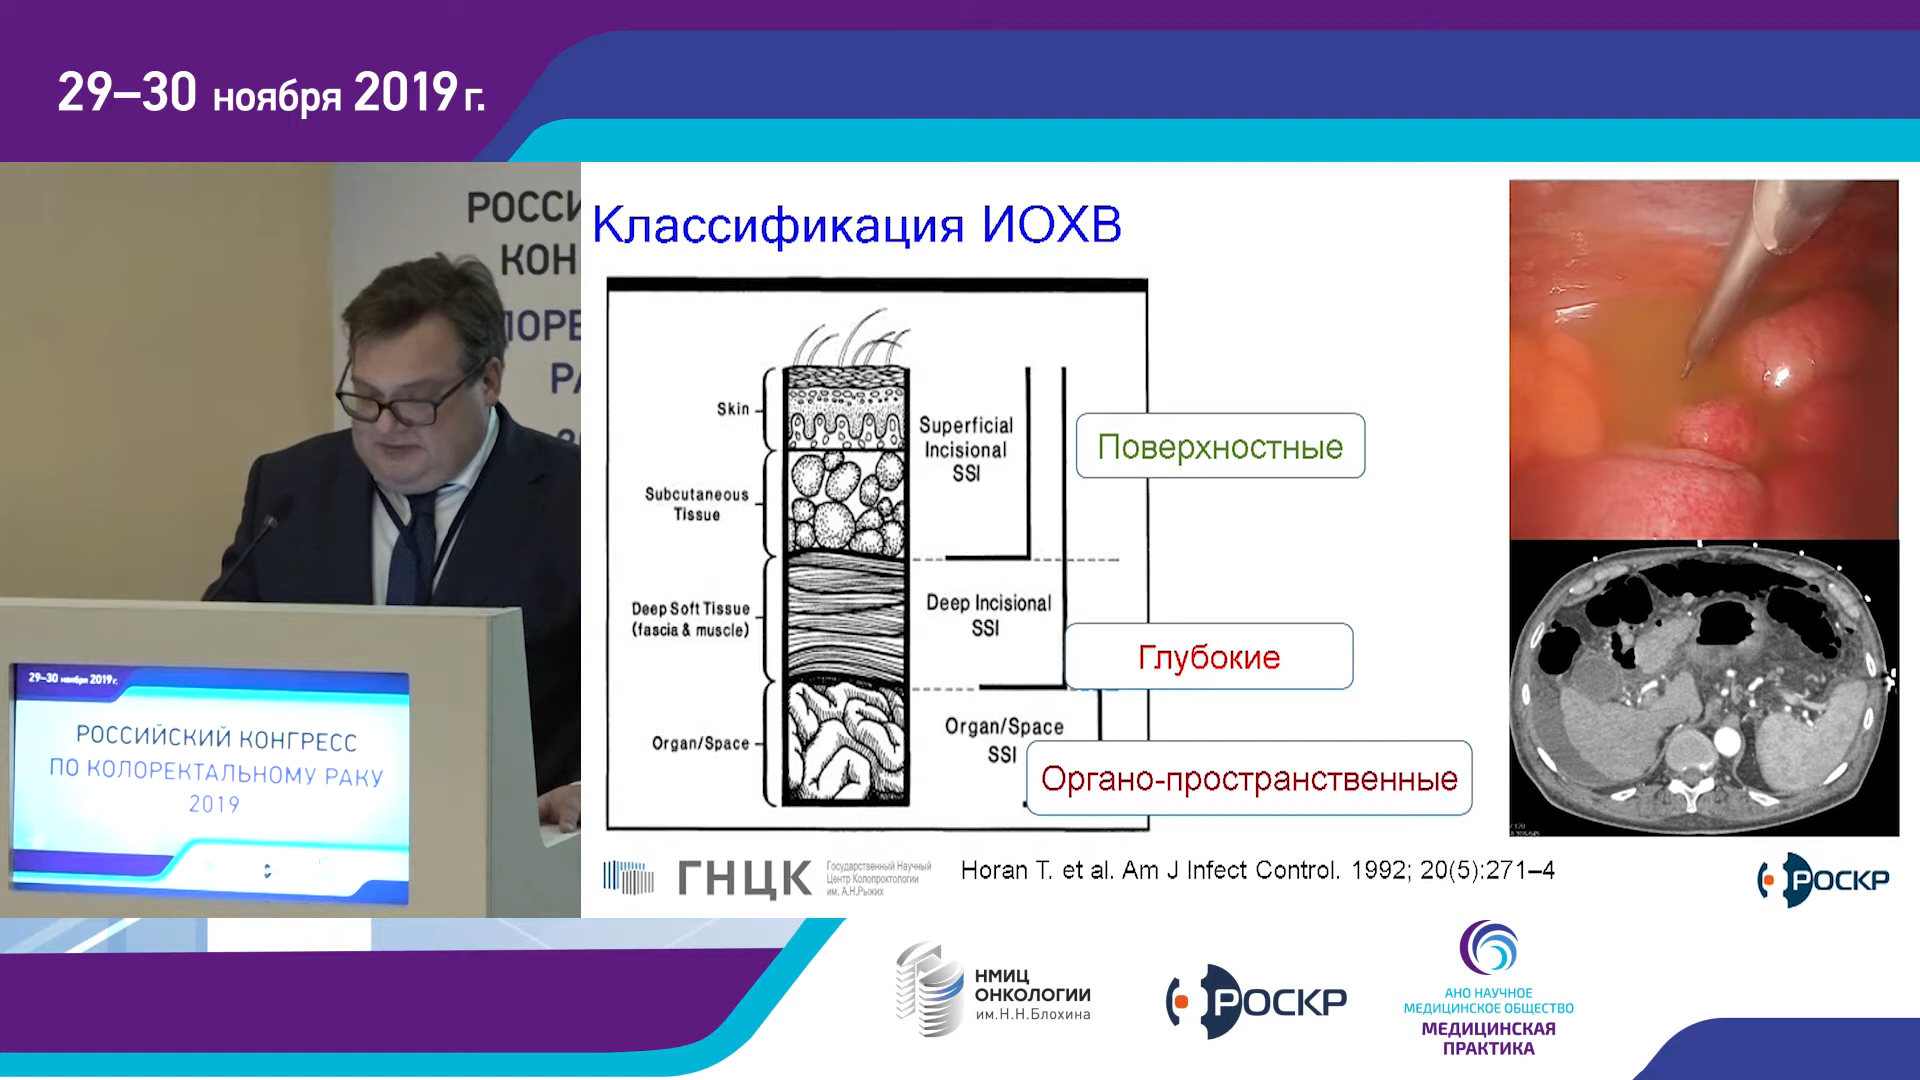 29–30 ноября 2019 г.
РОССИ
КОН
ЛОРЕ
РА
Классификация ИОХВ
Skin
Subcutaneous
Tissue
Deep Soft Tissue
(fascia & muscle)
Organ/Space
Superficial
Incisional
SSI
Deep Incisional
SSI
Organ/Space
SSI
Поверхностные
Глубокие
Органо-пространственные
29–30 ноября 2019 г.
РОССИЙСКИЙ КОНГРЕСС
ПО КОЛОРЕКТАЛЬНОМУ РАКУ
2019
ГНЦК
Государственный Научный
Центр Колопроктологии
им. А.Н.Рыжих
Horan T. et al. Am J Infect Control. 1992; 20(5):271–4
РОСКР
НМИЦ
ОНКОЛОГИИ
им.Н.Н.Блохина
РОСКР
АНО НАУЧНОЕ
МЕДИЦИНСКОЕ ОБЩЕСТВО
МЕДИЦИНСКАЯ
ПРАКТИКА